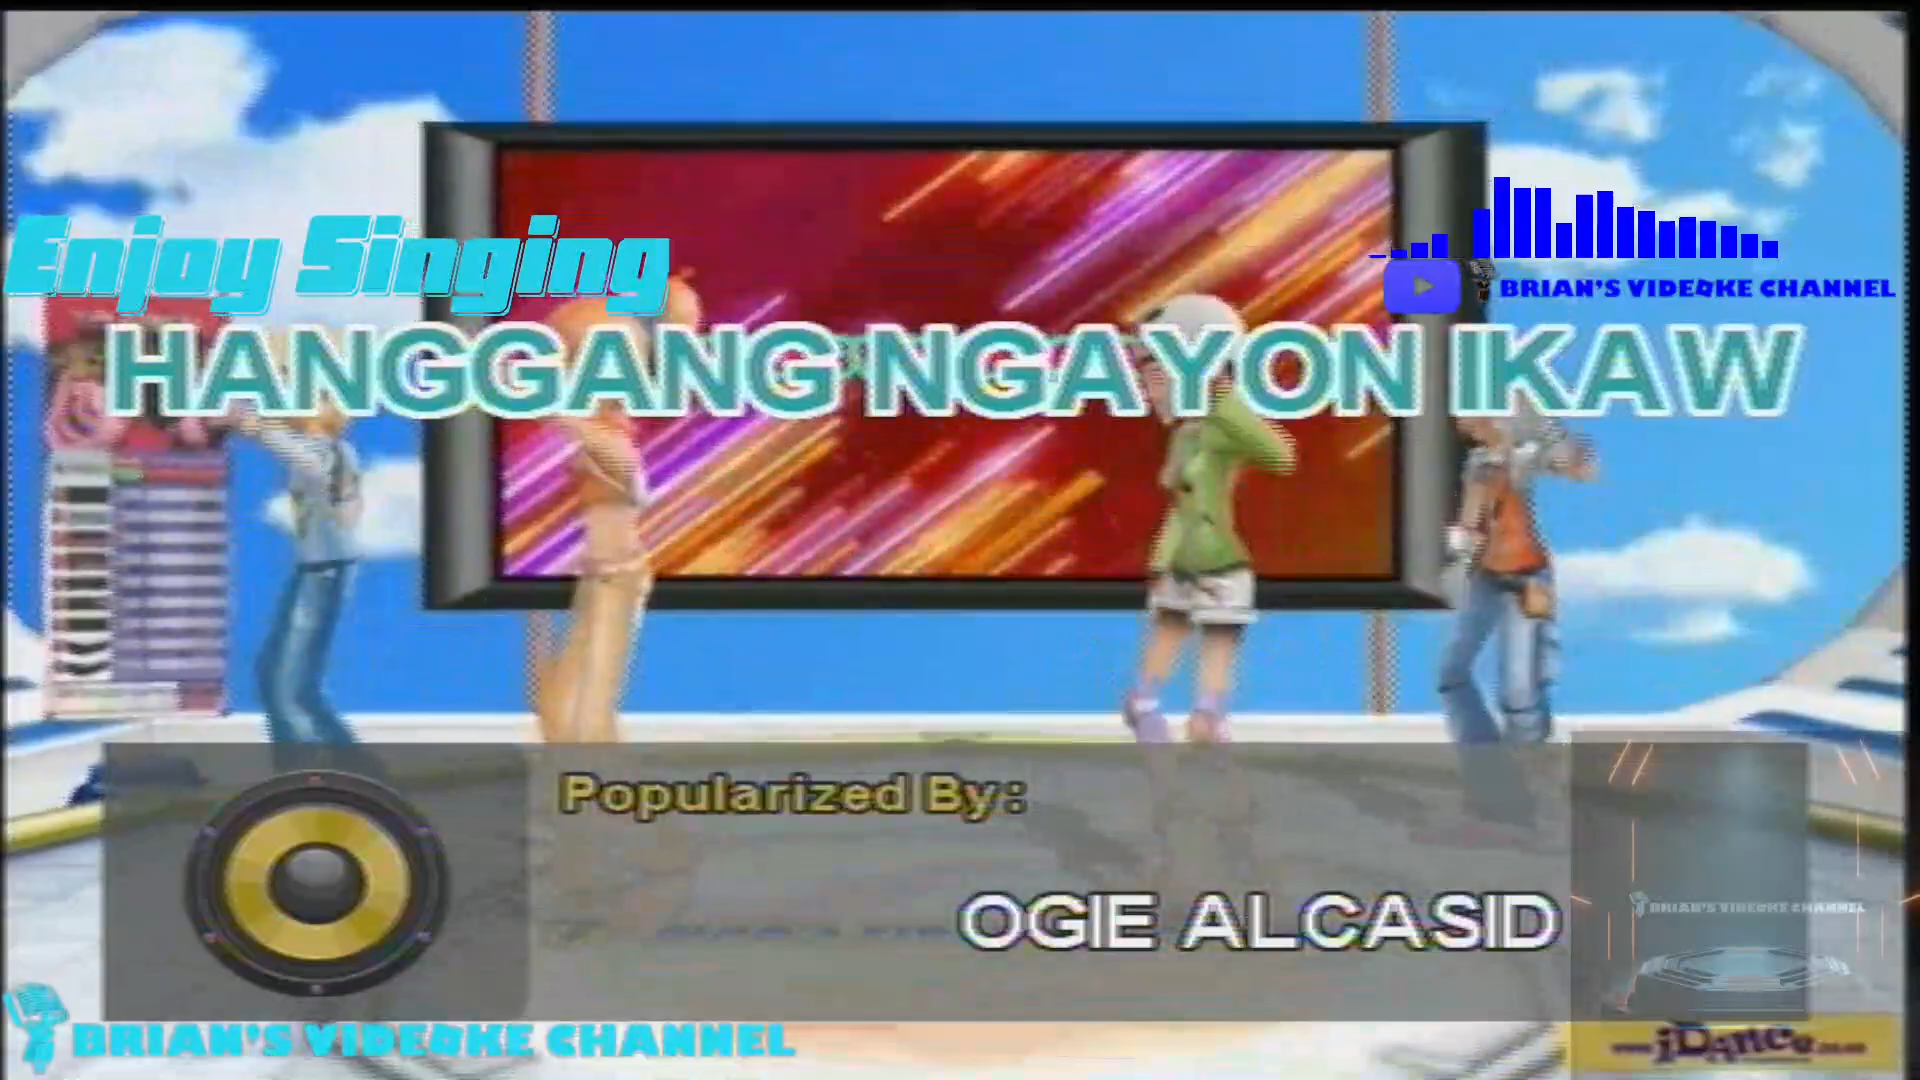 Enjoy Singing
BRIAN'S VIDEOKE CHANNEL
HANGGANG NGAYON IKAW
Popularized By:
OGIE ALCASID
BRIAN'S VIDEOKE CHANNEL
BRIAN'S VIDEOKE CHANNEL
iDance